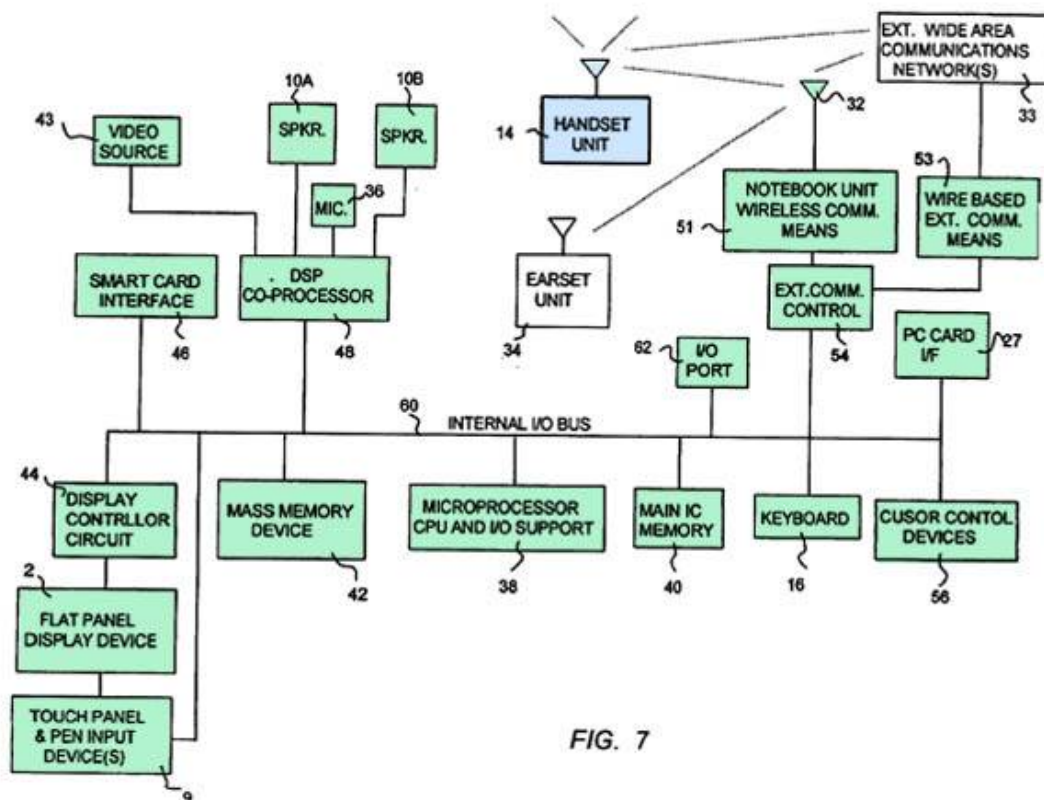 EXT. WIDE AREA
COMMUNICATIONS
NETWORK(S)
33
10A
10B
43
VIDEO
SOURCE
SPKR.
SPKR.
14
HANDSET
UNIT
32
36
MIC.
53
NOTEBOOK UNIT
WIRELESS COMM.
MEANS
51
WIRE BASED
EXT. COMM.
MEANS
SMART CARD
INTERFACE
46
DSP
CO-PROCESSOR
48
EARSET
UNIT
34
EXT.COMM.
CONTROL
54
62
I/O
PORT
PC CARD
I/F
27
60
INTERNAL I/O BUS
44
DISPLAY
CONTRLLOR
CIRCUIT
MASS MEMORY
DEVICE
42
MICROPROCESSOR
CPU AND I/O SUPPORT
38
MAIN IC
MEMORY
40
KEYBOARD
16
CUSOR CONTOL
DEVICES
56
2
FLAT PANEL
DISPLAY DEVICE
TOUCH PANEL
& PEN INPUT
DEVICE(S)
9
FIG. 7